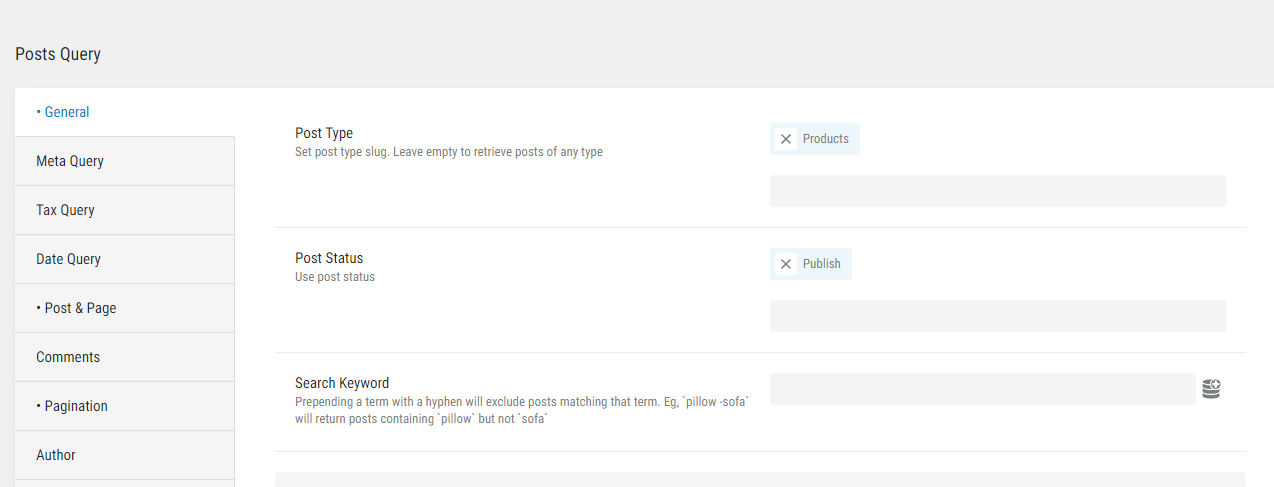 Posts Query
• General
Meta Query
Tax Query
Date Query
• Post & Page
Comments
• Pagination
Author
Post Type
Set post type slug. Leave empty to retrieve posts of any type
Products
Post Status
Use post status
Publish
Search Keyword
Prepending a term with a hyphen will exclude posts matching that term. Eg, `pillow -sofa`
will return posts containing `pillow` but not `sofa`